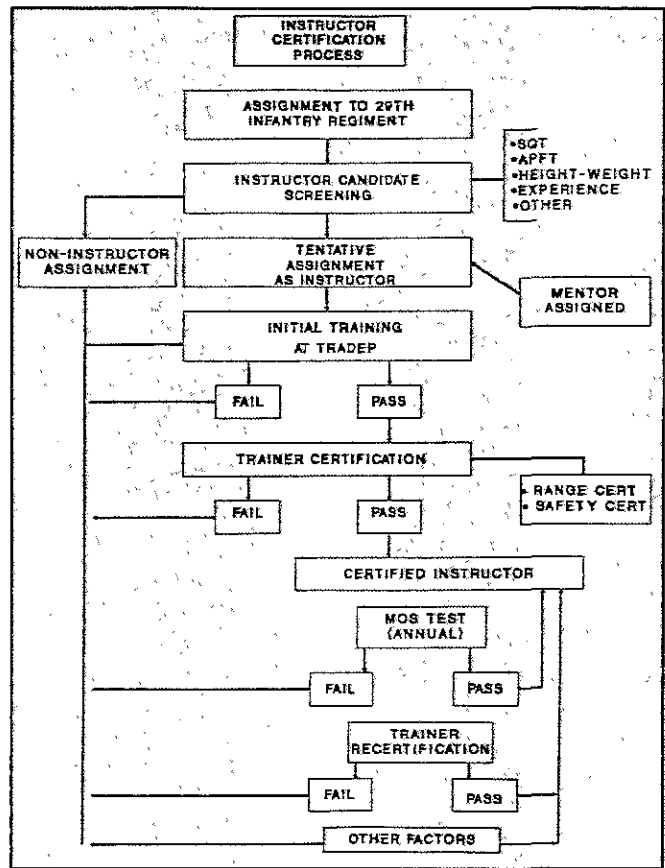 INSTRUCTOR
CERTIFICATION
PROCESS
ASSIGNMENT TO 29TH
INFANTRY REGIMENT
•SQT
•APFT
•HEIGHT-WEIGHT
•EXPERIENCE
•OTHER
INSTRUCTOR CANDIDATE
SCREENING
NON-INSTRUCTOR
ASSIGNMENT
TENTATIVE
ASSIGNMENT
AS INSTRUCTOR
MENTOR
ASSIGNED
INITIAL TRAINING
AT TRADEP
FAIL
PASS
TRAINER CERTIFICATION
• RANGE CERT
• SAFETY CERT
FAIL
PASS
CERTIFIED INSTRUCTOR
MOS TEST
(ANNUAL)
FAIL
PASS
TRAINER
RECERTIFICATION
FAIL
PASS
OTHER FACTORS